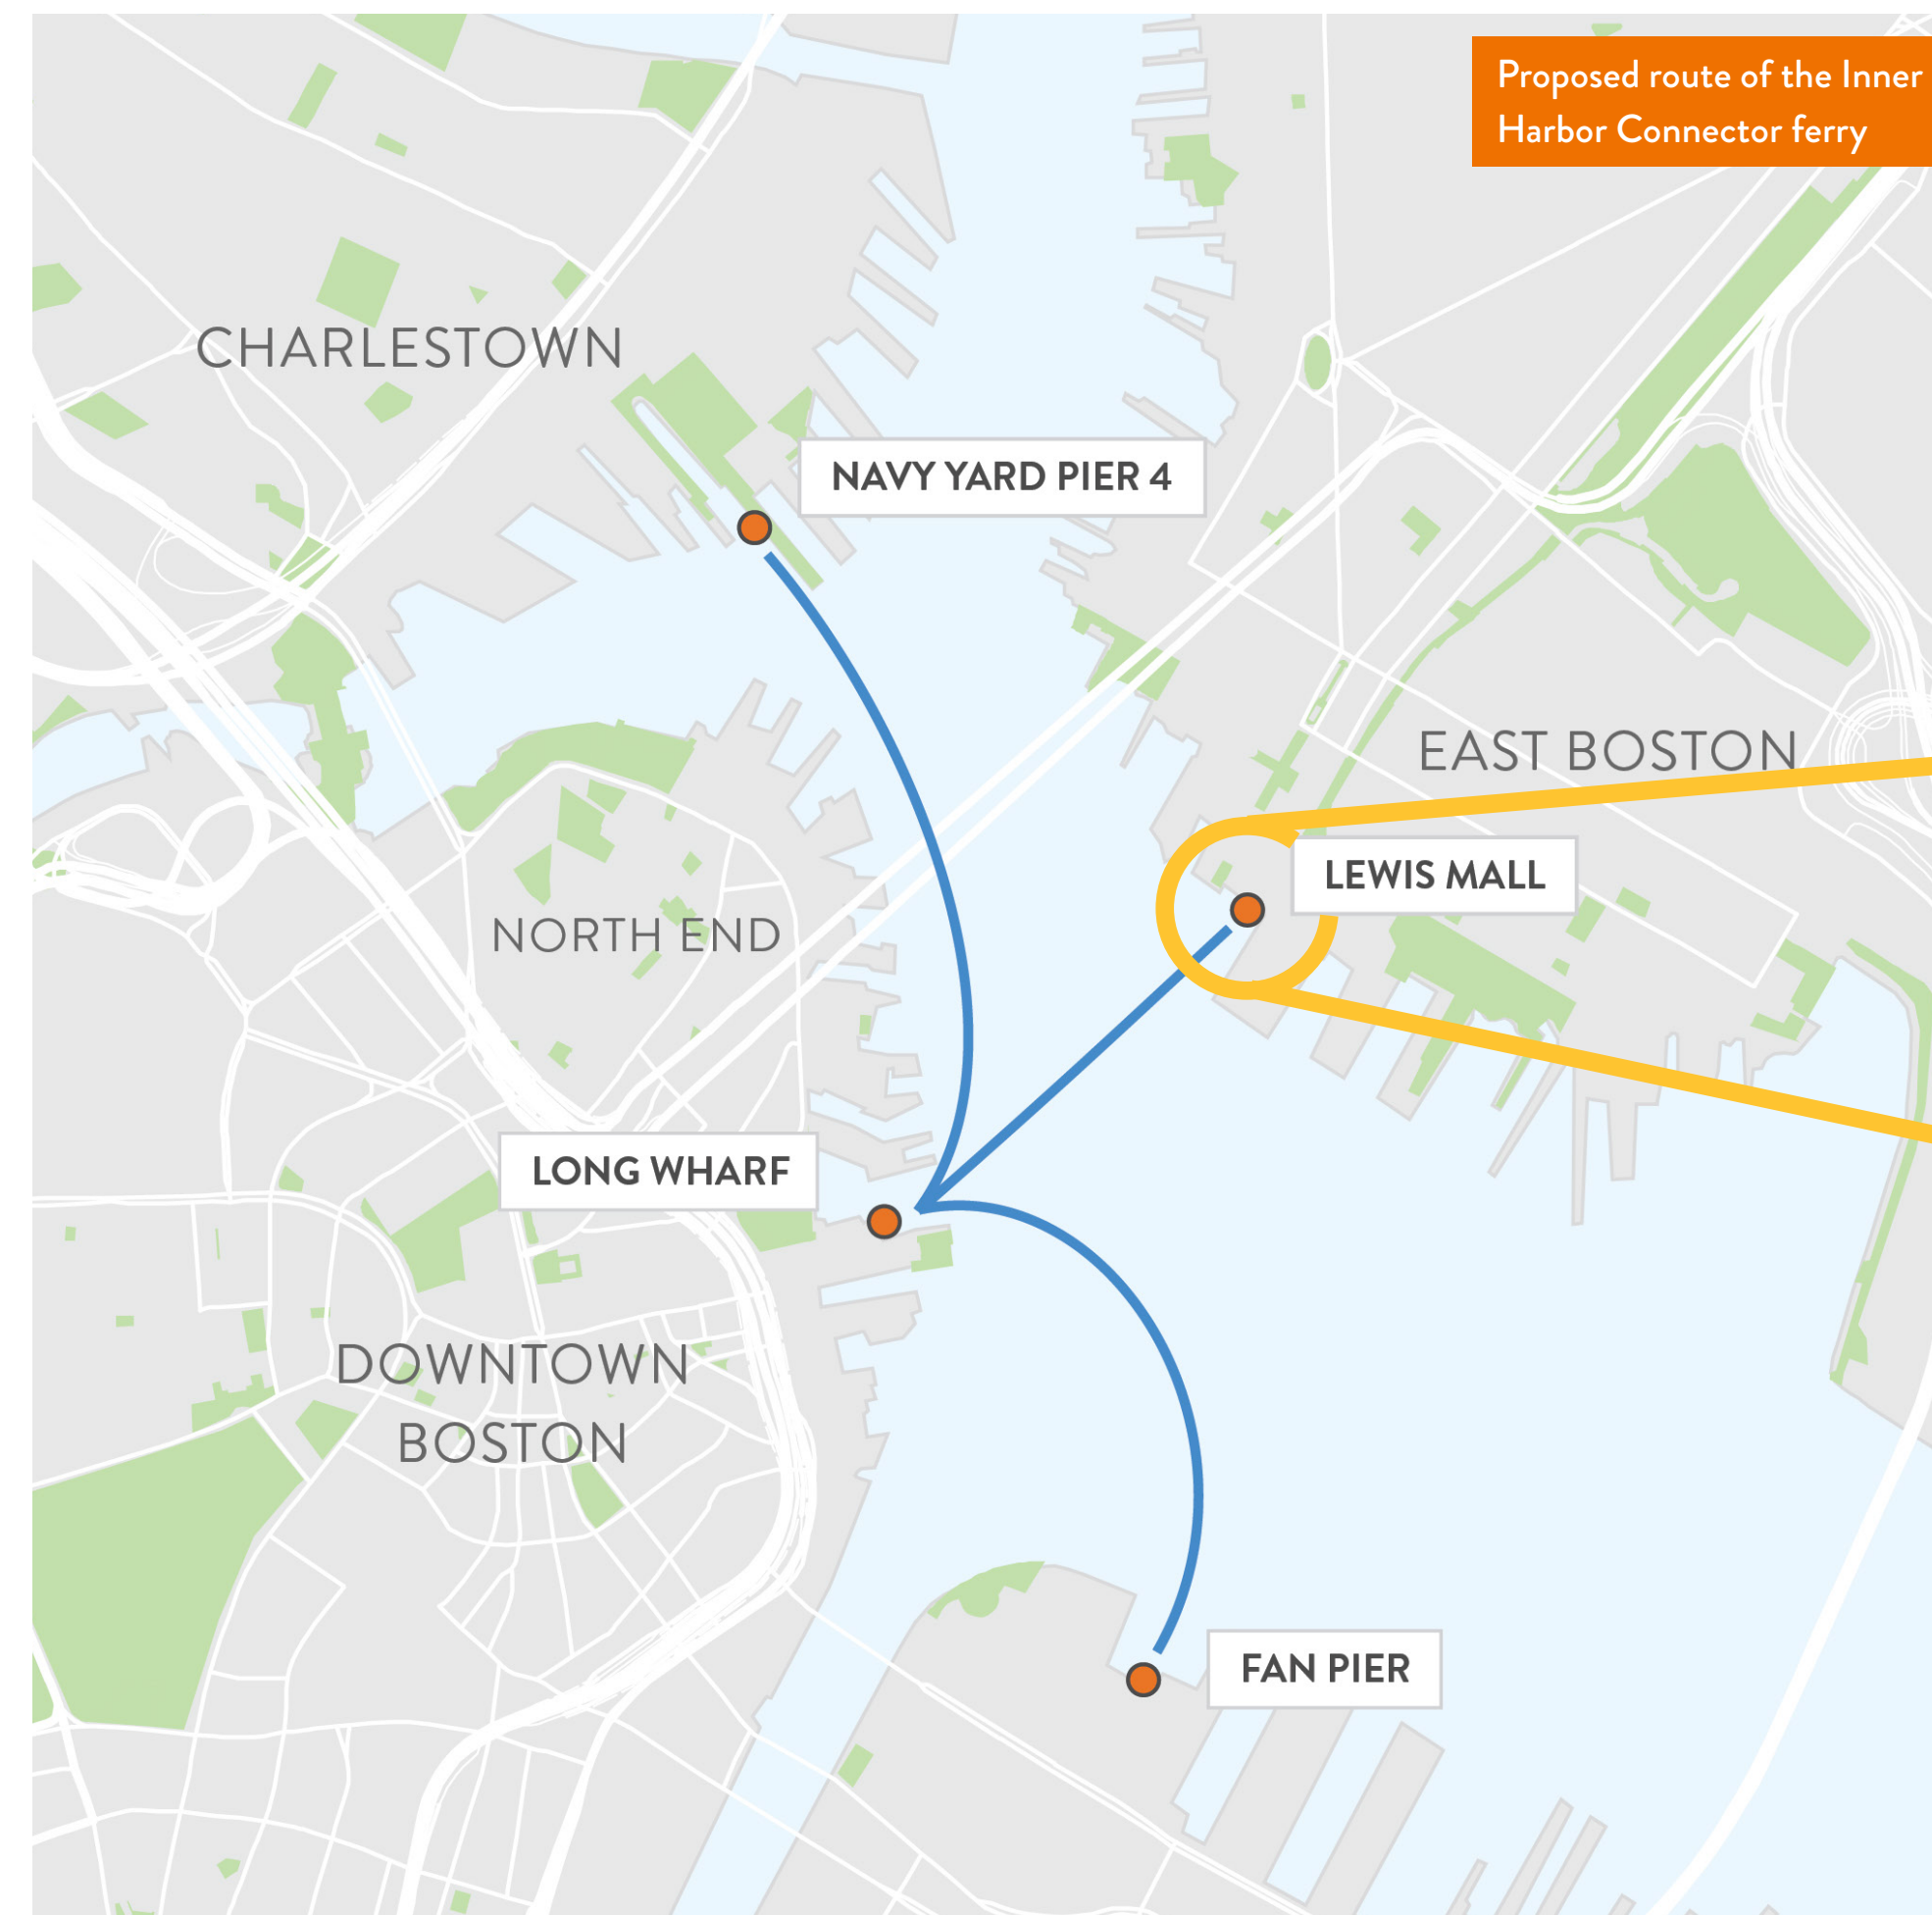 Proposed route of the Inner
Harbor Connector ferry
CHARLESTOWN
NAVY YARD PIER 4
EAST BOSTON
LEWIS MALL
NORTH END
LONG WHARF
DOWNTOWN
BOSTON
FAN PIER